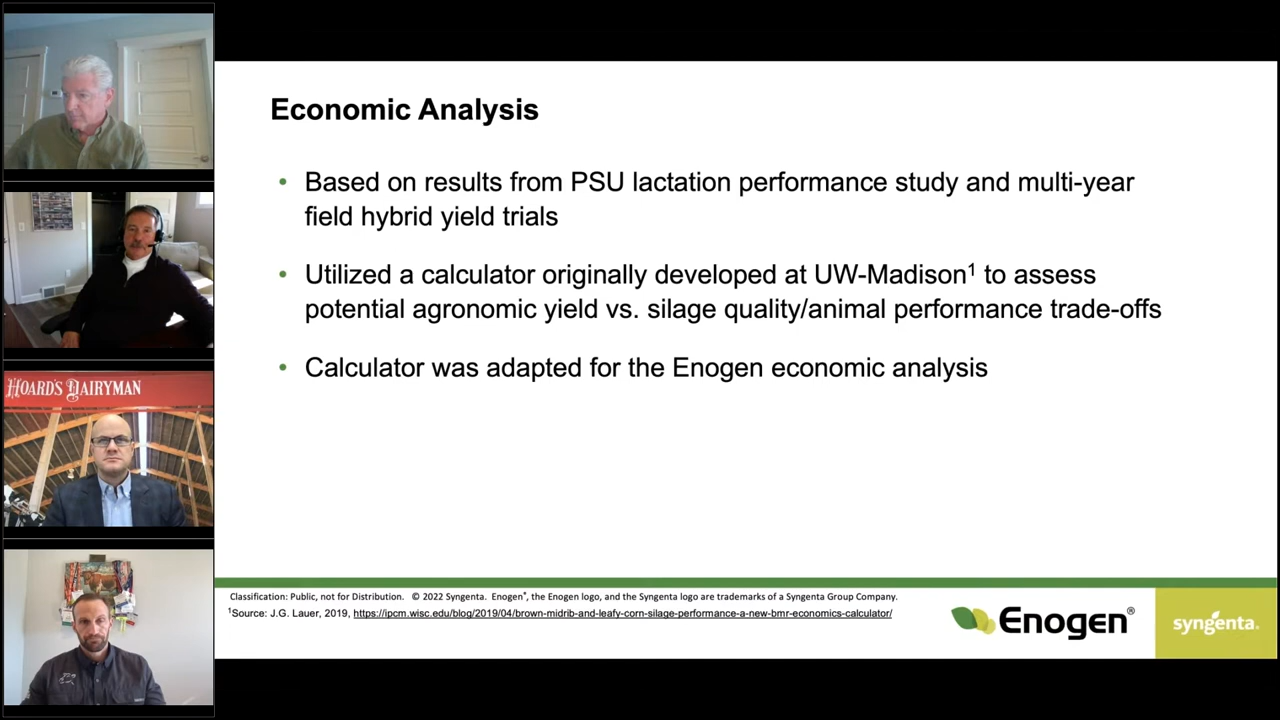 HOARD'S DAIRYMAN
Economic Analysis
• Based on results from PSU lactation performance study and multi-year
field hybrid yield trials
• Utilized a calculator originally developed at UW-Madison¹ to assess
potential agronomic yield vs. silage quality/animal performance trade-offs
• Calculator was adapted for the Enogen economic analysis
Classification: Public, not for Distribution. © 2022 Syngenta. Enogen®, the Enogen logo, and the Syngenta logo are trademarks of a Syngenta Group Company.
¹Source: J.G. Lauer, 2019, https://ipcm.wisc.edu/blog/2019/04/brown-midrib-and-leafy-corn-silage-performance-a-new-bmr-economics-calculator/
Enogen®
syngenta.